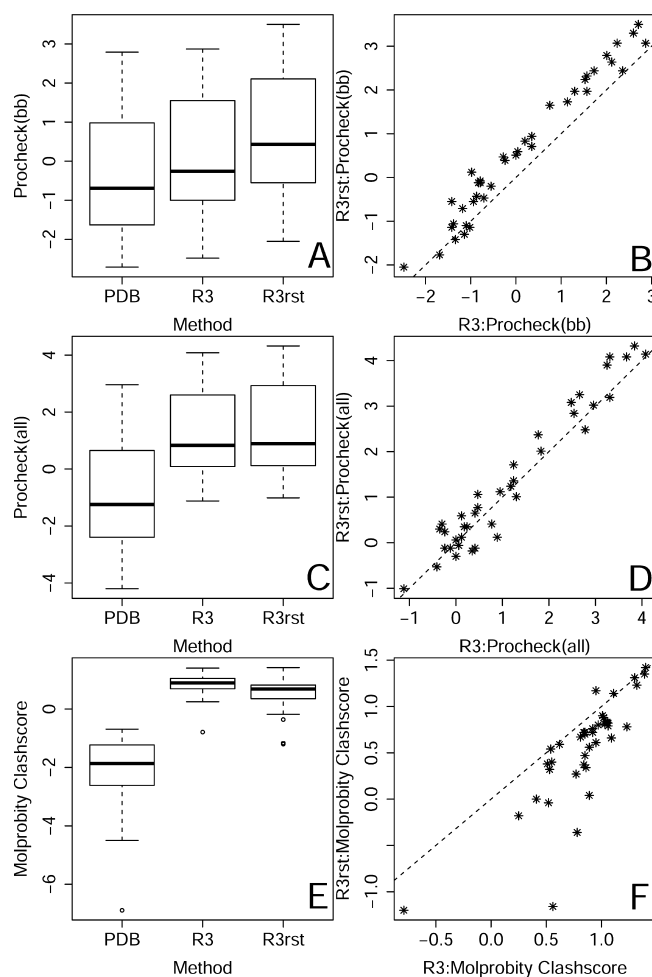 Procheck(bb)
3
2
1
0
−1
−2
PDB
R3
R3rst
Method
A
R3rst:Procheck(bb)
3
2
1
0
−1
−2
−2
−1
0
1
2
3
R3:Procheck(bb)
B
Procheck(all)
4
2
0
−2
−4
PDB
R3
R3rst
Method
C
R3rst:Procheck(all)
4
3
2
1
0
−1
−1
0
1
2
3
4
R3:Procheck(all)
D
Molprobity Clashscore
0
−2
−4
−6
PDB
R3
R3rst
Method
E
R3rst:Molprobity Clashscore
1.5
1.0
0.5
0.0
−1.0
−0.5
0.0
0.5
1.0
R3:Molprobity Clashscore
F